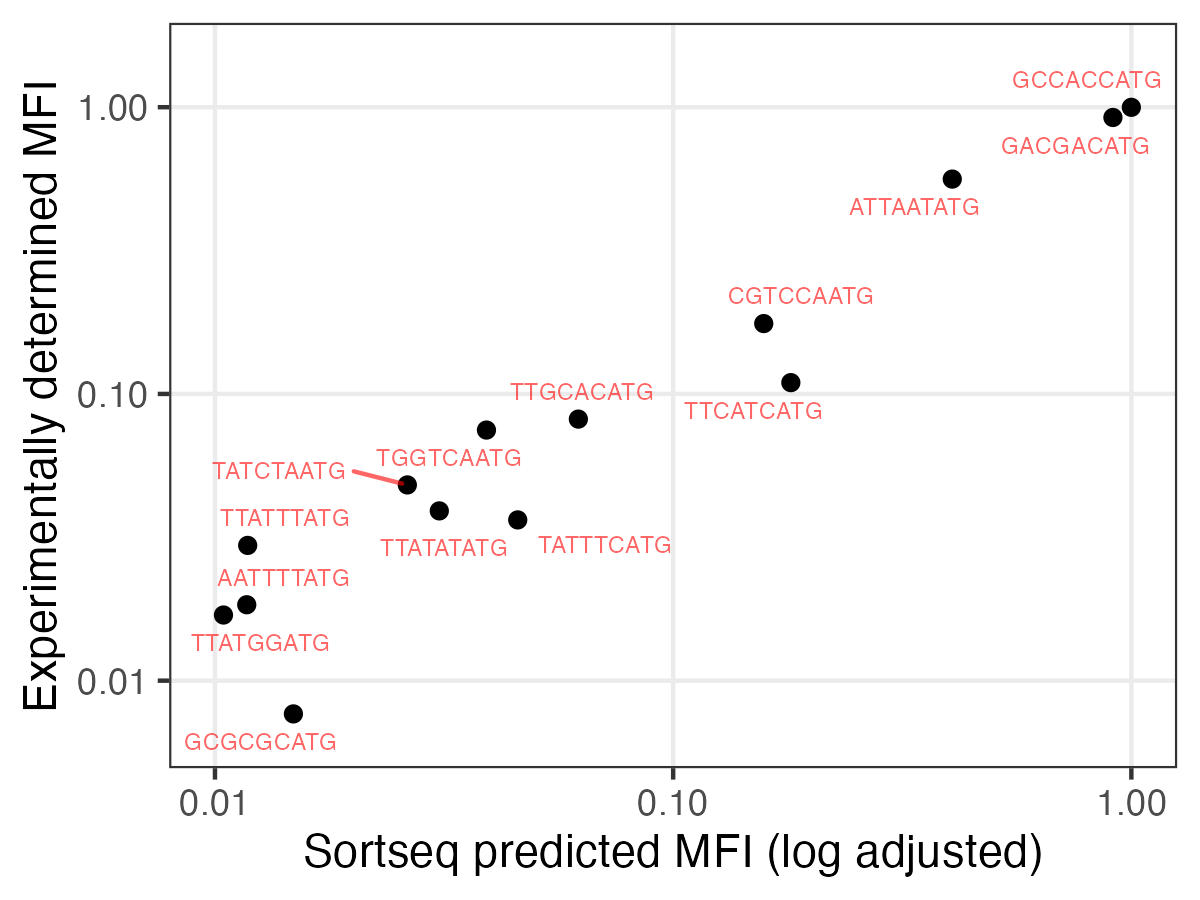 Experimentally determined MFI
1.00
0.10
0.01
GCCACCATG
GACGACATG
ATTAATATG
CGTCCAATG
TTGCACATG
TTCATCATG
TGGTCAATG
TATCTAATG
TTATTTATG
TTATATATG
TATTTCATG
AATTTTATG
TTATGGATG
GCGCGCATG
0.01
0.10
1.00
Sortseq predicted MFI (log adjusted)